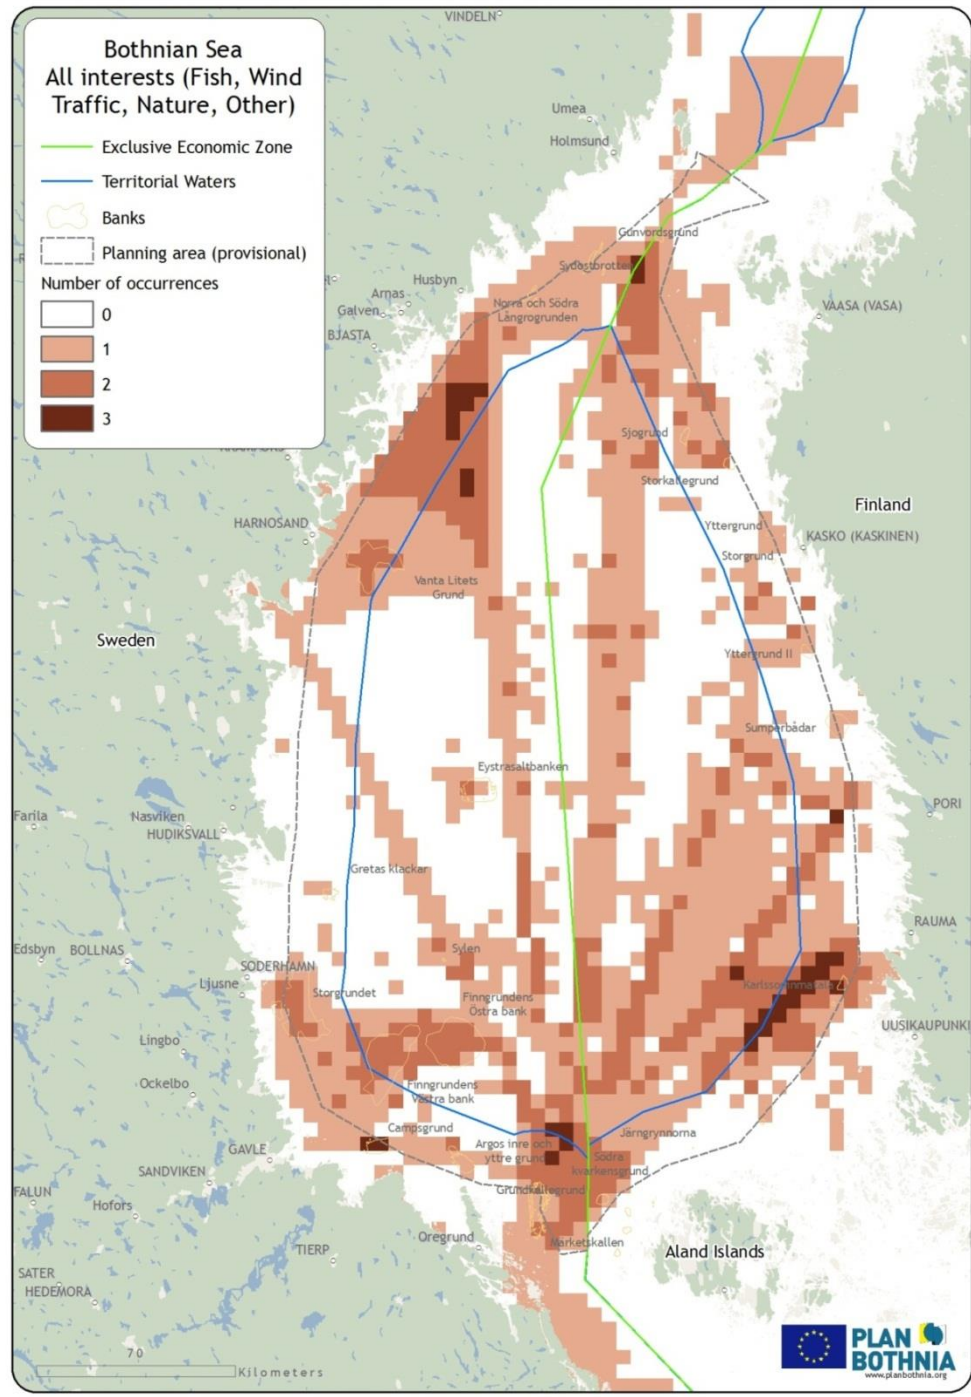 VINDELN
Bothnian Sea
All interests (Fish, Wind
Traffic, Nature, Other)
Exclusive Economic Zone
Territorial Waters
Banks
Planning area (provisional)
Number of occurrences
0
1
2
3
Umea
Holmsund
Gunvordsgrund
Sydostbrotten
Husbyn
Arnas
Galven
BJASTA
Norra och Södra
Långrogrunden
VAASA (VASA)
Sjogrund
Storkallegrund
Finland
HARNOSAND
Yttergrund
KASKO (KASKINEN)
Storgrund
Vanta Litets
Grund
Sweden
Yttergrund II
Sumperbådar
Eystrasaltbanken
PORI
Farila
Nasviken
HUDIKSVALL
Gretas klackar
RAUMA
Edsbyn
BOLLNAS
Sylen
SODERHAMN
Ljusne
Storgrundet
Finngrundens
Östra bank
UUSIKAUPUNKI
Lingbo
Ockelbo
Finngrundens
Västra bank
Campsgrund
Järngrynnorna
Argos inre och
yttre grund
GAVLE
Södra
kvarkensgrund
SANDVIKEN
FALUN
Grundkallegrund
Hofors
Oregrund
Marketskallen
TIERP
Aland Islands
SATER
HEDEMORA
70
Kilometers
PLAN
BOTHNIA
www.planbothnia.org